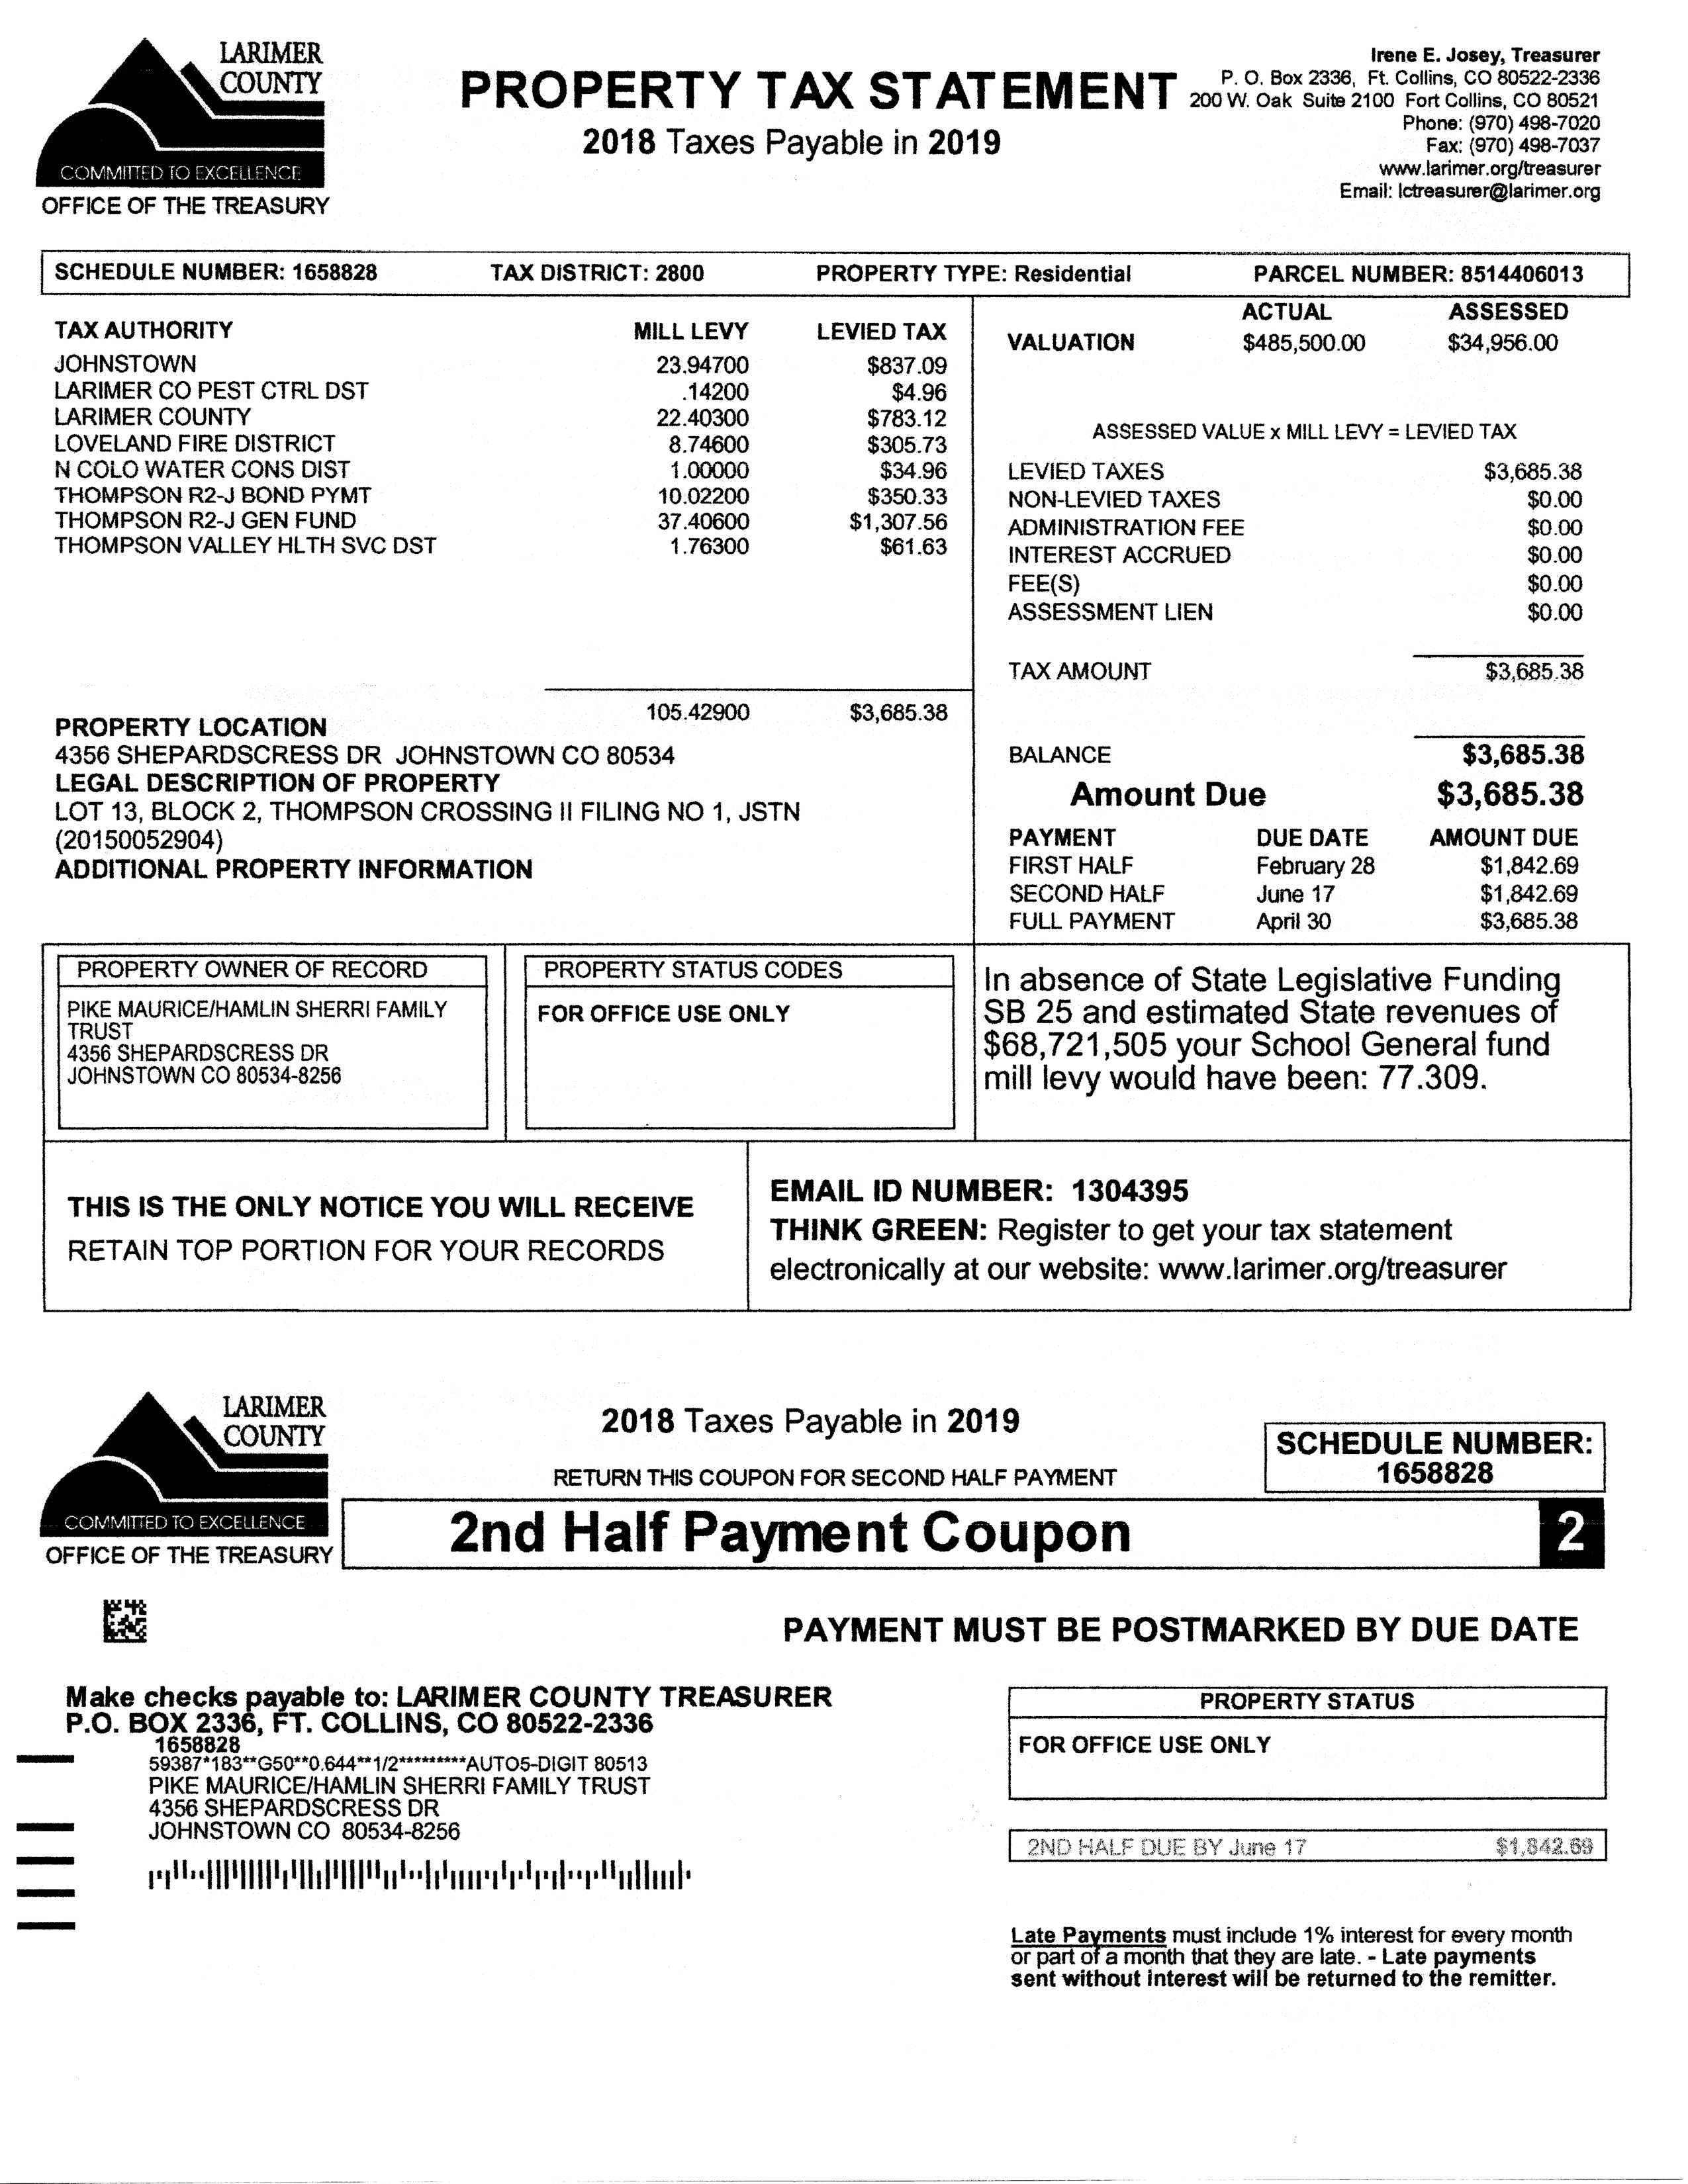 LARIMER
COUNTY
COMMITTED TO EXCELLENCE
OFFICE OF THE TREASURY
PROPERTY TAX STATEMENT
2018 Taxes Payable in 2019
Irene E. Josey, Treasurer
P. O. Box 2336, Ft. Collins, CO 80522-2336
200 W. Oak Suite 2100 Fort Collins, CO 80521
Phone: (970) 498-7020
Fax: (970) 498-7037
www.larimer.org/treasurer
Email: lctreasurer@larimer.org
SCHEDULE NUMBER: 1658828 TAX DISTRICT: 2800 PROPERTY TYPE: Residential PARCEL NUMBER: 8514406013
TAX AUTHORITY MILL LEVY LEVIED TAX
JOHNSTOWN 23.94700 $837.09
LARIMER CO PEST CTRL DST .14200 $4.96
LARIMER COUNTY 22.40300 $783.12
LOVELAND FIRE DISTRICT 8.74600 $305.73
N COLO WATER CONS DIST 1.00000 $34.96
THOMPSON R2-J BOND PYMT 10.02200 $350.33
THOMPSON R2-J GEN FUND 37.40600 $1,307.56
THOMPSON VALLEY HLTH SVC DST 1.76300 $61.63
105.42900 $3,685.38
PROPERTY LOCATION
4356 SHEPARDSCRESS DR JOHNSTOWN CO 80534
LEGAL DESCRIPTION OF PROPERTY
LOT 13, BLOCK 2, THOMPSON CROSSING II FILING NO 1, JSTN
(20150052904)
ADDITIONAL PROPERTY INFORMATION
ACTUAL ASSESSED
VALUATION $485,500.00 $34,956.00
ASSESSED VALUE x MILL LEVY = LEVIED TAX
LEVIED TAXES $3,685.38
NON-LEVIED TAXES $0.00
ADMINISTRATION FEE $0.00
INTEREST ACCRUED $0.00
FEE(S) $0.00
ASSESSMENT LIEN $0.00
TAX AMOUNT $3,685.38
BALANCE $3,685.38
Amount Due $3,685.38
PAYMENT DUE DATE AMOUNT DUE
FIRST HALF February 28 $1,842.69
SECOND HALF June 17 $1,842.69
FULL PAYMENT April 30 $3,685.38
PROPERTY OWNER OF RECORD
PIKE MAURICE/HAMLIN SHERRI FAMILY
TRUST
4356 SHEPARDSCRESS DR
JOHNSTOWN CO 80534-8256
PROPERTY STATUS CODES
FOR OFFICE USE ONLY
In absence of State Legislative Funding
SB 25 and estimated State revenues of
$68,721,505 your School General fund
mill levy would have been: 77.309.
THIS IS THE ONLY NOTICE YOU WILL RECEIVE
RETAIN TOP PORTION FOR YOUR RECORDS
EMAIL ID NUMBER: 1304395
THINK GREEN: Register to get your tax statement
electronically at our website: www.larimer.org/treasurer
LARIMER
COUNTY
COMMITTED TO EXCELLENCE
OFFICE OF THE TREASURY
2018 Taxes Payable in 2019
RETURN THIS COUPON FOR SECOND HALF PAYMENT
SCHEDULE NUMBER:
1658828
2nd Half Payment Coupon 2
PAYMENT MUST BE POSTMARKED BY DUE DATE
Make checks payable to: LARIMER COUNTY TREASURER
P.O. BOX 2336, FT. COLLINS, CO 80522-2336
1658828
59387*183**G50**0.644**1/2*********AUTO5-DIGIT 80513
PIKE MAURICE/HAMLIN SHERRI FAMILY TRUST
4356 SHEPARDSCRESS DR
JOHNSTOWN CO 80534-8256
PROPERTY STATUS
FOR OFFICE USE ONLY
2ND HALF DUE BY June 17 $1,842.69
Late Payments must include 1% interest for every month
or part of a month that they are late. - Late payments
sent without interest will be returned to the remitter.